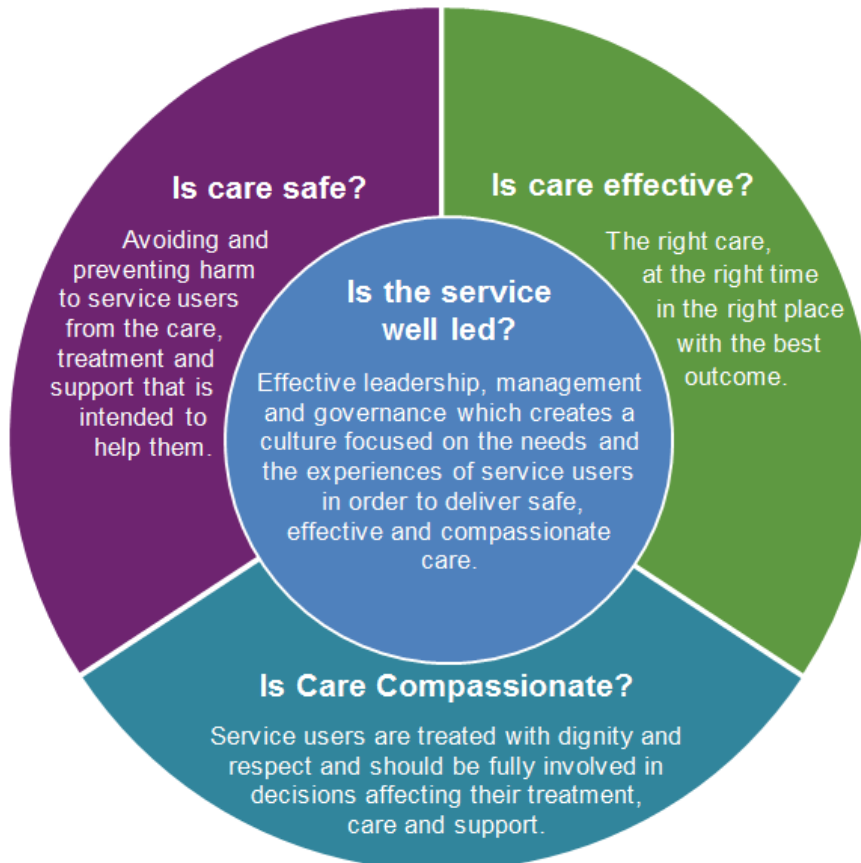 Is care safe?
Avoiding and
preventing harm
to service users
from the care,
treatment and
support that is
intended to
help them.
Is care effective?
The right care,
at the right time
in the right place
with the best
outcome.
Is the service
well led?
Effective leadership, management
and governance which creates a
culture focused on the needs and
the experiences of service users
in order to deliver safe,
effective and compassionate
care.
Is Care Compassionate?
Service users are treated with dignity and
respect and should be fully involved in
decisions affecting their treatment,
care and support.